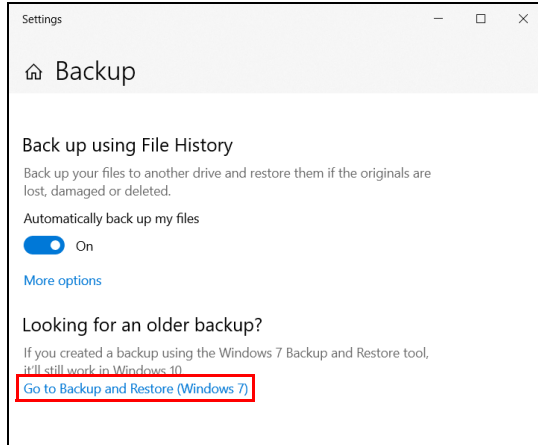 Settings
Backup
Back up using File History
Back up your files to another drive and restore them if the originals are
lost, damaged or deleted.
Automatically back up my files
On
More options
Looking for an older backup?
If you created a backup using the Windows 7 Backup and Restore tool,
it'll still work in Windows 10.
Go to Backup and Restore (Windows 7)